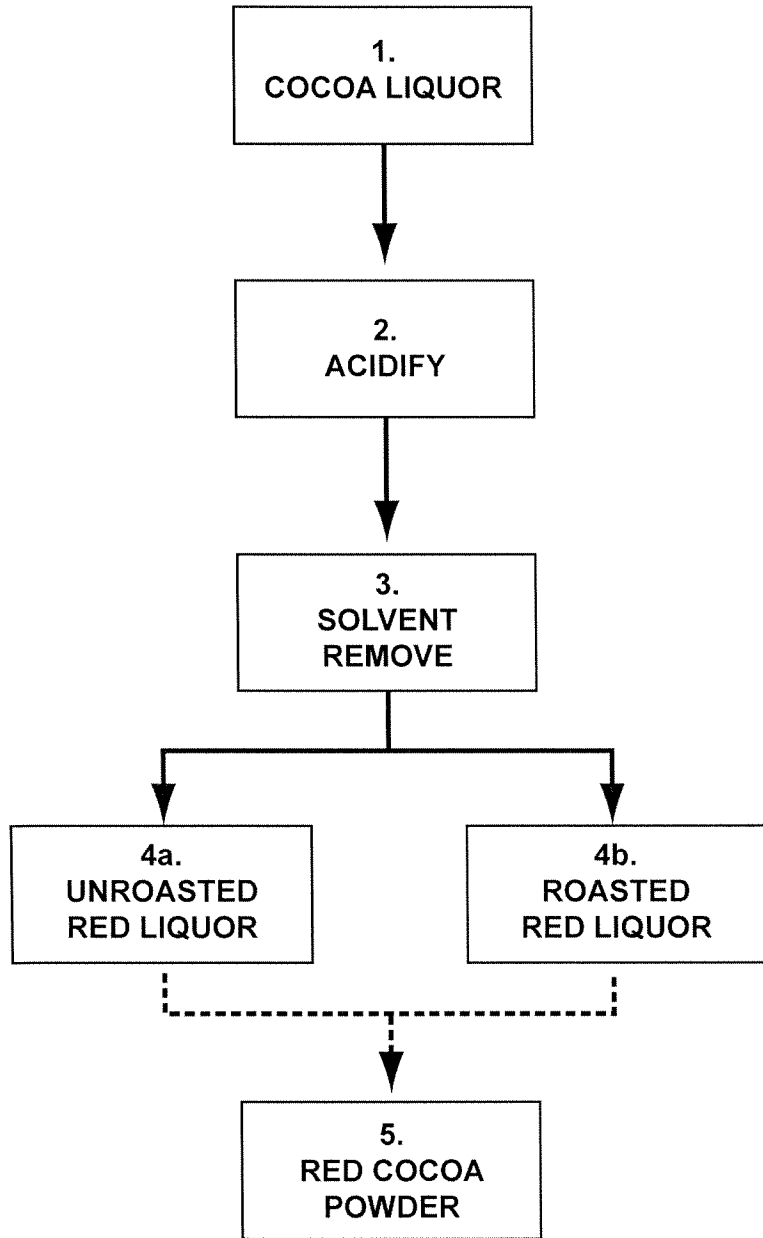 1.
COCOA LIQUOR
2.
ACIDIFY
3.
SOLVENT
REMOVE
4a.
UNROASTED
RED LIQUOR
4b.
ROASTED
RED LIQUOR
5.
RED COCOA
POWDER